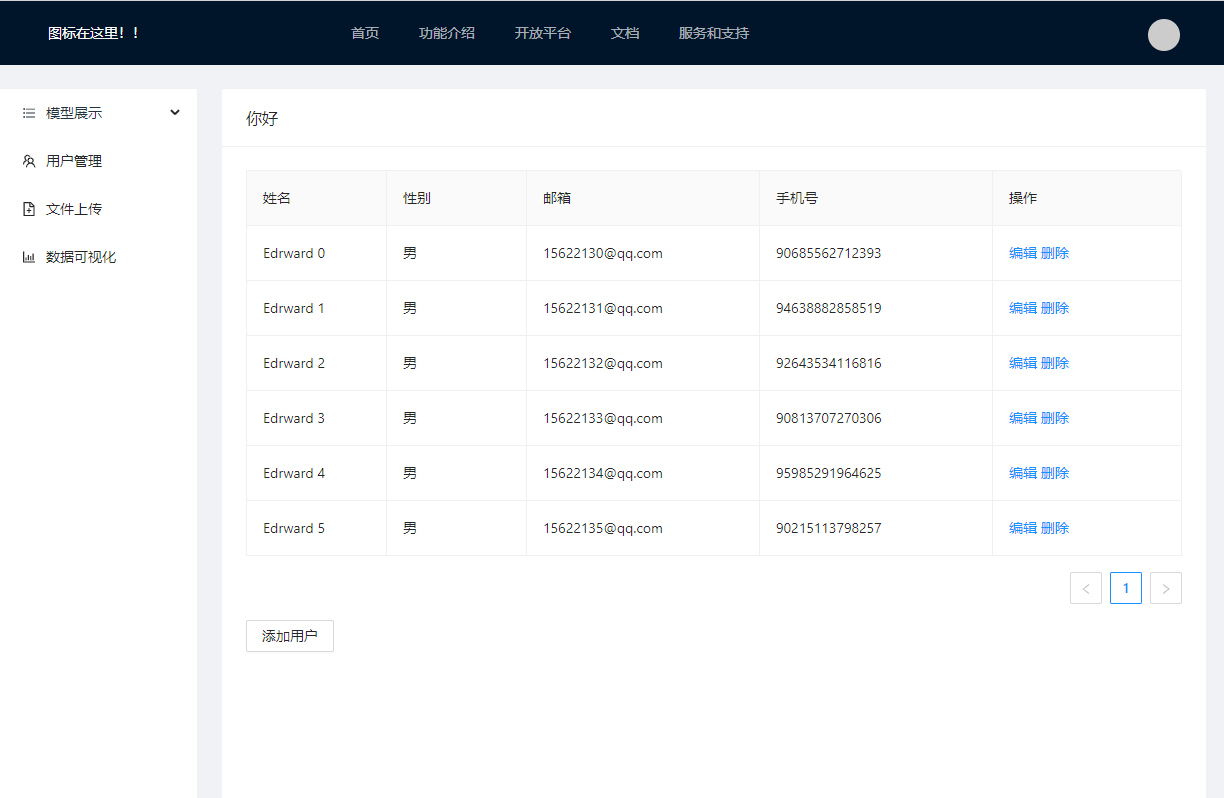 图标在这里！！ 首页 功能介绍 开放平台 文档 服务和支持
模型展示
用户管理
文件上传
数据可视化
你好
姓名 性别 邮箱 手机号 操作
Edrward 0 男 15622130@qq.com 90685562712393 编辑 删除
Edrward 1 男 15622131@qq.com 94638882858519 编辑 删除
Edrward 2 男 15622132@qq.com 92643534116816 编辑 删除
Edrward 3 男 15622133@qq.com 90813707270306 编辑 删除
Edrward 4 男 15622134@qq.com 95985291964625 编辑 删除
Edrward 5 男 15622135@qq.com 90215113798257 编辑 删除
< 1 >
添加用户